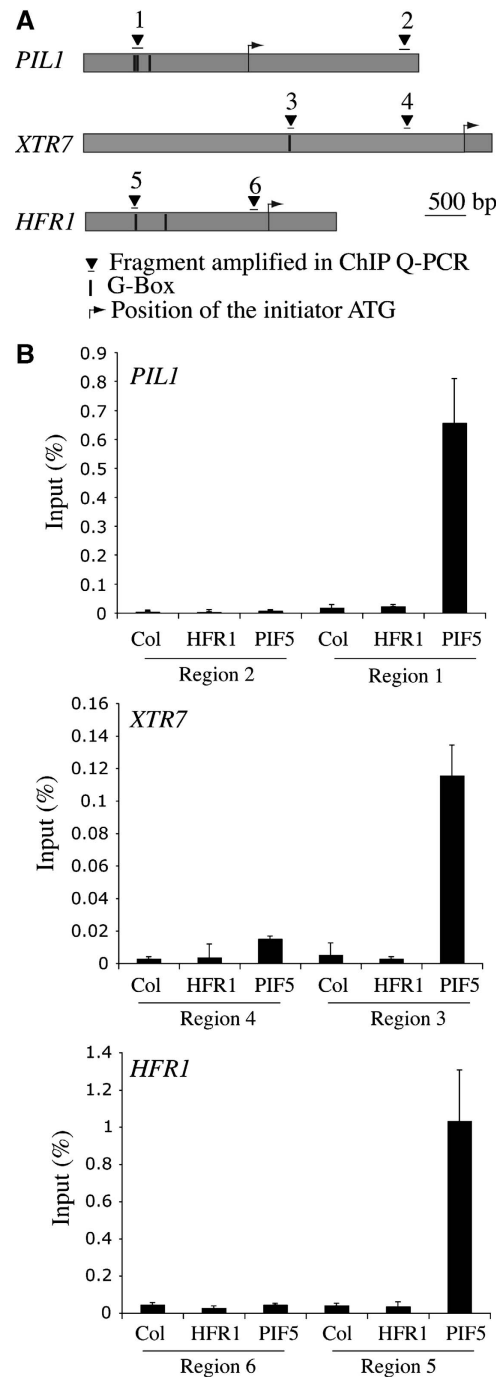 A
1 2
PIL1
3 4
XTR7
5 6
HFR1
500 bp
Fragment amplified in ChIP Q-PCR
G-Box
Position of the initiator ATG
B
PIL1
Input (%)
0.9
0.8
0.7
0.6
0.5
0.4
0.3
0.2
0.1
0
Col HFR1 PIF5 Col HFR1 PIF5
Region 2 Region 1
XTR7
Input (%)
0.16
0.14
0.12
0.1
0.08
0.06
0.04
0.02
0
Col HFR1 PIF5 Col HFR1 PIF5
Region 4 Region 3
HFR1
Input (%)
1.4
1.2
1
0.8
0.6
0.4
0.2
0
Col HFR1 PIF5 Col HFR1 PIF5
Region 6 Region 5